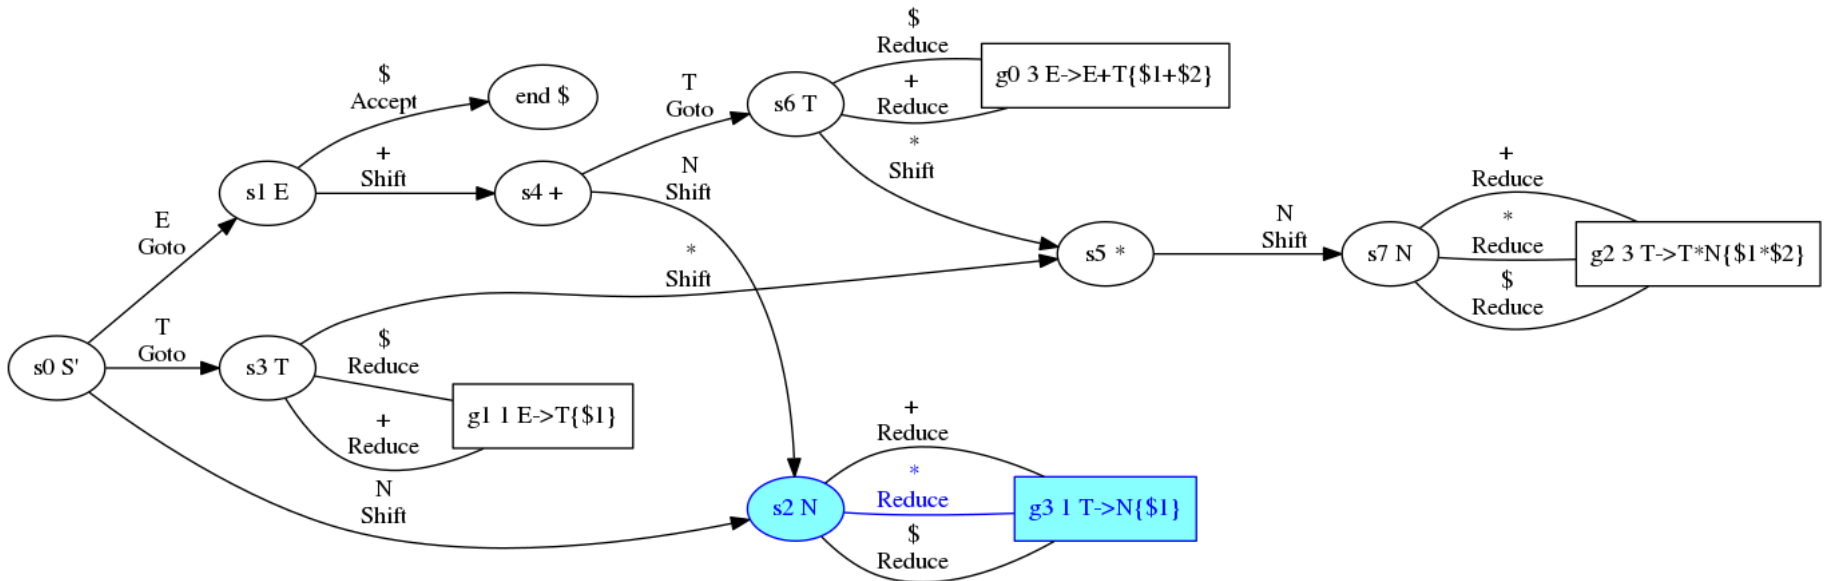 $
Reduce
g0 3 E->E+T{$1+$2}
$
Accept
end $
T
Goto
s6 T
+
Reduce
*
Shift
+
Shift
s1 E
s4 +
N
Shift
+
Reduce
E
Goto
*
Shift
s5 *
N
Shift
s7 N
*
Reduce
g2 3 T->T*N{$1*$2}
$
Reduce
T
Goto
s0 S'
s3 T
$
Reduce
g1 1 E->T{$1}
+
Reduce
+
Reduce
N
Shift
s2 N
*
Reduce
g3 1 T->N{$1}
$
Reduce